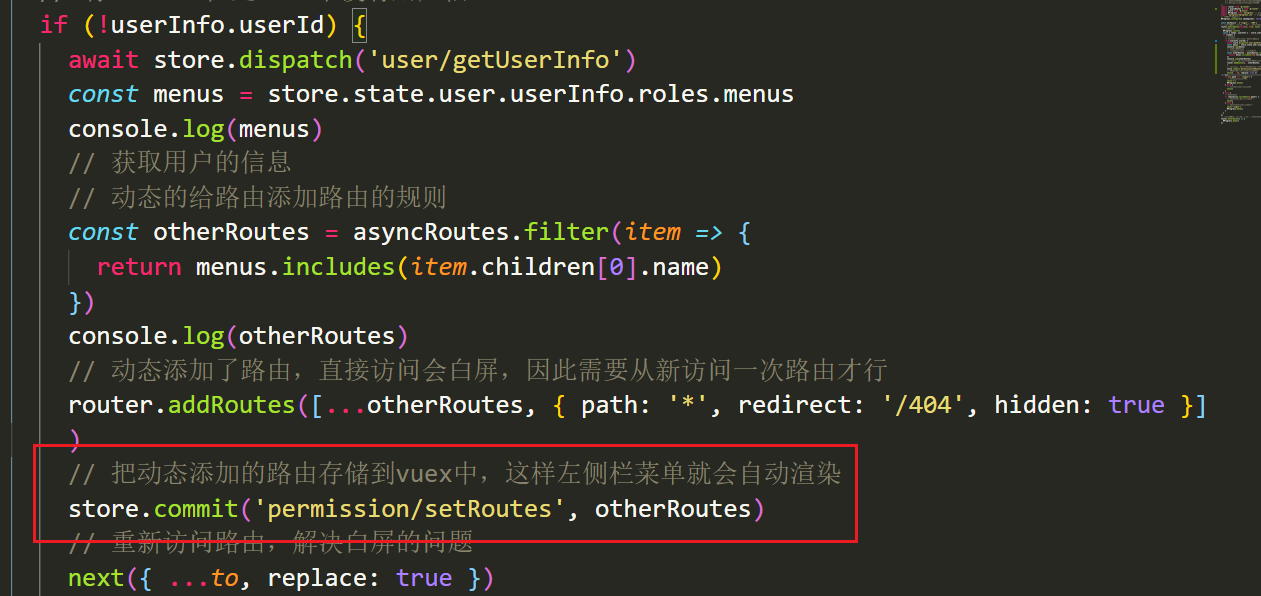 if (!userInfo.userId) {
await store.dispatch('user/getUserInfo')
const menus = store.state.user.userInfo.roles.menus
console.log(menus)
// 获取用户的信息
// 动态的给路由添加路由的规则
const otherRoutes = asyncRoutes.filter(item => {
return menus.includes(item.children[0].name)
})
console.log(otherRoutes)
// 动态添加了路由，直接访问会白屏，因此需要从新访问一次路由才行
router.addRoutes([...otherRoutes, { path: '*', redirect: '/404', hidden: true }]
)
// 把动态添加的路由存储到vuex中，这样左侧栏菜单就会自动渲染
store.commit('permission/setRoutes', otherRoutes)
// 重新访问路由，解决白屏的问题
next({ ...to, replace: true })